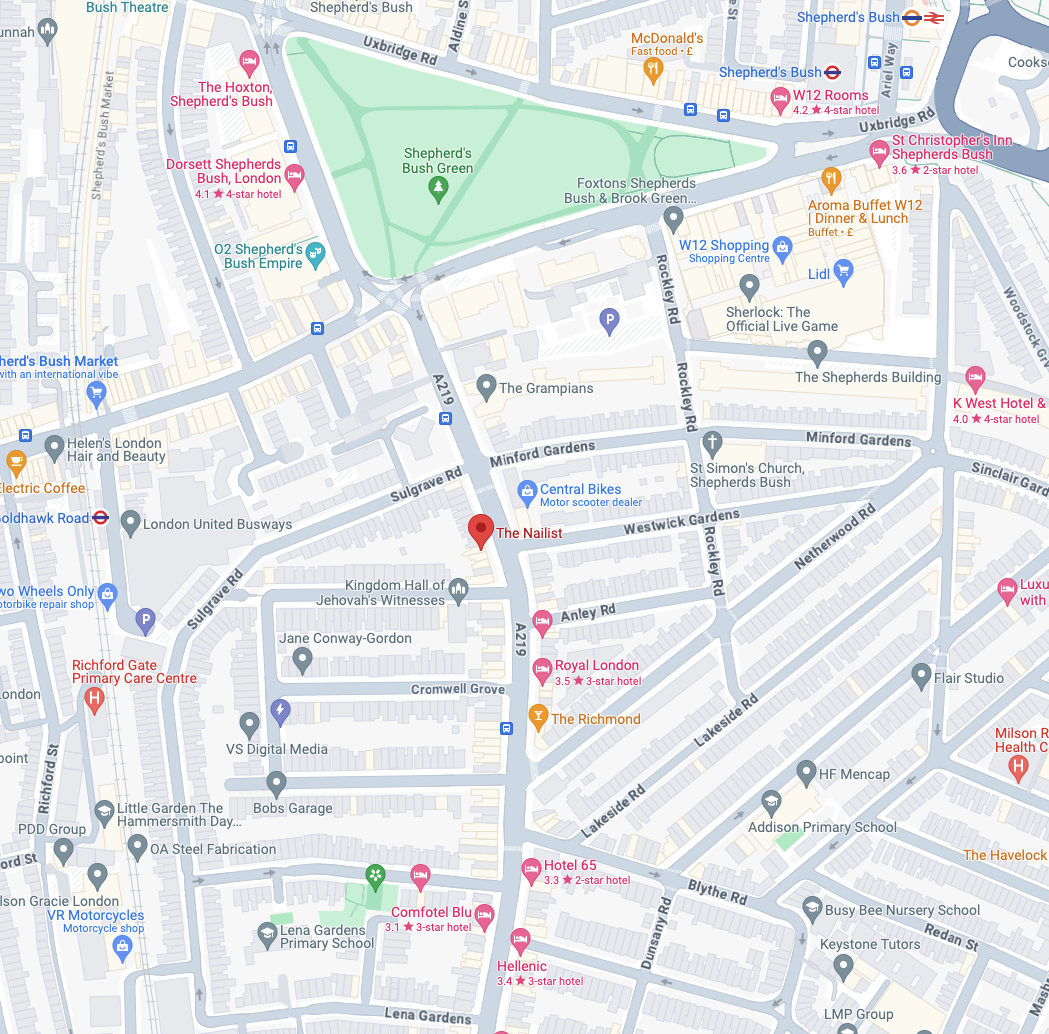 Bush Theatre
Shepherd's Bush
Aldine S
Shepherd's Bush
McDonald's
Fast food · £
Uxbridge Rd
Shepherd's Bush
Ariel Way
Cooks
The Hoxton,
Shepherd's Bush
W12 Rooms
4.2 ★ 4-star hotel
Uxbridge Rd
Shepherd's Bush Market
Dorsett Shepherds
Bush, London
4.1 ★ 4-star hotel
Shepherd's
Bush Green
St Christopher's Inn
Shepherds Bush
3.6 ★ 2-star hotel
Foxtons Shepherds
Bush & Brook Green...
Aroma Buffet W12
| Dinner & Lunch
Buffet · £
O2 Shepherd's
Bush Empire
W12 Shopping
Shopping Centre
Lidl
Rockley Rd
P
Sherlock: The
Official Live Game
Woodstock Grv
herd's Bush Market
with an international vibe
A219
The Grampians
Rockley Rd
The Shepherds Building
K West Hotel &
4.0 ★ 4-star hotel
Helen's London
Hair and Beauty
Minford Gardens
Minford Gardens
St Simon's Church,
Shepherds Bush
Sinclair Gard
Electric Coffee
Sulgrave Rd
Central Bikes
Motor scooter dealer
oldhawk Road
London United Busways
The Nailist
Westwick Gardens
Netherwood Rd
Rockley Rd
Two Wheels Only
otorbike repair shop
Sulgrave Rd
Kingdom Hall of
Jehovah's Witnesses
Luxu
with
P
Anley Rd
A219
Jane Conway-Gordon
Richford Gate
Primary Care Centre
H
Royal London
3.5 ★ 3-star hotel
Cromwell Grove
Flair Studio
London
The Richmond
Lakeside Rd
VS Digital Media
Milson R
Health C
H
point
Richford St
HF Mencap
Bobs Garage
Little Garden The
Hammersmith Day...
Lakeside Rd
Addison Primary School
PDD Group
OA Steel Fabrication
ord St
The Havelock
Hotel 65
3.3 ★ 2-star hotel
Blythe Rd
lson Gracie London
VR Motorcycles
Motorcycle shop
Comfotel Blu
3.1 ★ 3-star hotel
Lena Gardens
Primary School
Busy Bee Nursery School
Dunsany Rd
Redan St
Keystone Tutors
Hellenic
3.4 ★ 3-star hotel
Lena Gardens
LMP Group